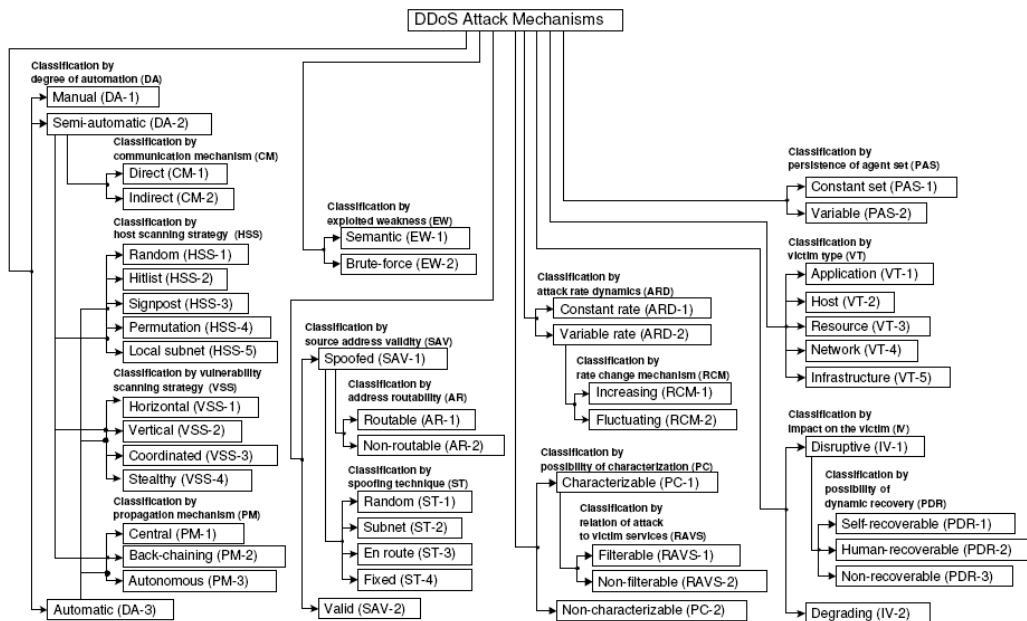 DDoS Attack Mechanisms
Classification by
degree of automation (DA)
Manual (DA-1)
Semi-automatic (DA-2)
Classification by
communication mechanism (CM)
Direct (CM-1)
Indirect (CM-2)
Classification by
host scanning strategy (HSS)
Random (HSS-1)
Hitlist (HSS-2)
Signpost (HSS-3)
Permutation (HSS-4)
Local subnet (HSS-5)
Classification by vulnerability
scanning strategy (VSS)
Horizontal (VSS-1)
Vertical (VSS-2)
Coordinated (VSS-3)
Stealthy (VSS-4)
Classification by
propagation mechanism (PM)
Central (PM-1)
Back-chaining (PM-2)
Autonomous (PM-3)
Automatic (DA-3)
Classification by
exploited weakness (EW)
Semantic (EW-1)
Brute-force (EW-2)
Classification by
source address validity (SAV)
Spoofed (SAV-1)
Classification by
address routability (AR)
Routable (AR-1)
Non-routable (AR-2)
Classification by
spoofing technique (ST)
Random (ST-1)
Subnet (ST-2)
En route (ST-3)
Fixed (ST-4)
Valid (SAV-2)
Classification by
attack rate dynamics (ARD)
Constant rate (ARD-1)
Variable rate (ARD-2)
Classification by
rate change mechanism (RCM)
Increasing (RCM-1)
Fluctuating (RCM-2)
Classification by
possibility of characterization (PC)
Characterizable (PC-1)
Classification by
relation of attack
to victim services (RAVS)
Filterable (RAVS-1)
Non-filterable (RAVS-2)
Non-characterizable (PC-2)
Classification by
persistence of agent set (PAS)
Constant set (PAS-1)
Variable (PAS-2)
Classification by
victim type (VT)
Application (VT-1)
Host (VT-2)
Resource (VT-3)
Network (VT-4)
Infrastructure (VT-5)
Classification by
impact on the victim (IV)
Disruptive (IV-1)
Classification by
possibility of
dynamic recovery (PDR)
Self-recoverable (PDR-1)
Human-recoverable (PDR-2)
Non-recoverable (PDR-3)
Degrading (IV-2)